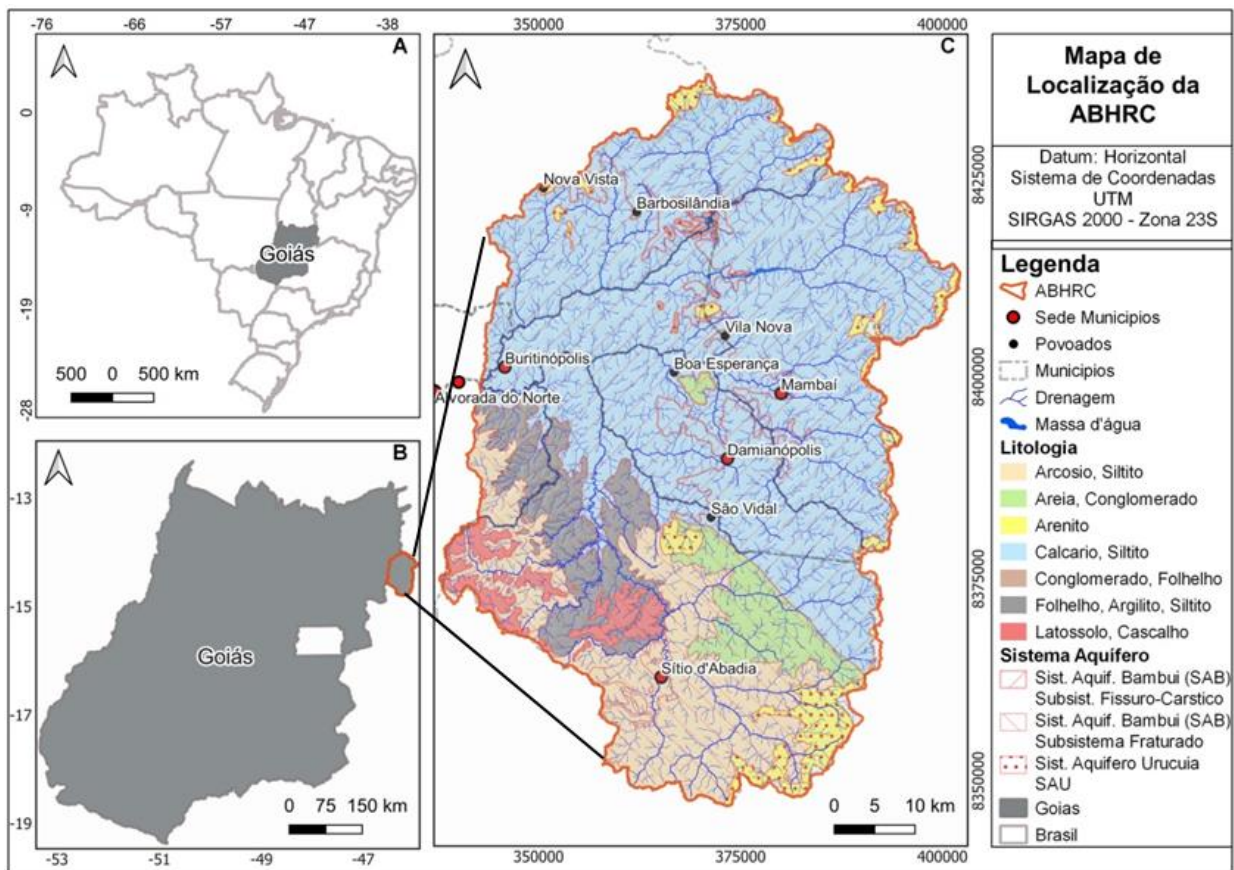 -76 -66 -57 -47 -38
A
0
-9
-19
-28
Goiás
500 0 500 km
B
-13
-15
-17
-19
Goiás
0 75 150 km
-53 -51 -49 -47
350000 375000 400000
C
Nova Vista
Barbosilândia
Vila Nova
Buritinópolis
Boa Esperança
Mambaí
Alvorada do Norte
Damianópolis
São Vidal
Sítio d'Abadia
0 5 10 km
8425000
8400000
8375000
8350000
350000 375000 400000
Mapa de
Localização da
ABHRC
Datum: Horizontal
Sistema de Coordenadas
UTM
SIRGAS 2000 - Zona 23S
Legenda
ABHRC
Sede Municipios
Povoados
Municipios
Drenagem
Massa d'água
Litologia
Arcosio, Siltito
Areia, Conglomerado
Arenito
Calcario, Siltito
Conglomerado, Folhelho
Folhelho, Argilito, Siltito
Latossolo, Cascalho
Sistema Aquífero
Sist. Aquif. Bambui (SAB)
Subsist. Fissuro-Carstico
Sist. Aquif. Bambui (SAB)
Subsistema Fraturado
Sist. Aquifero Urucuia
SAU
Goias
Brasil